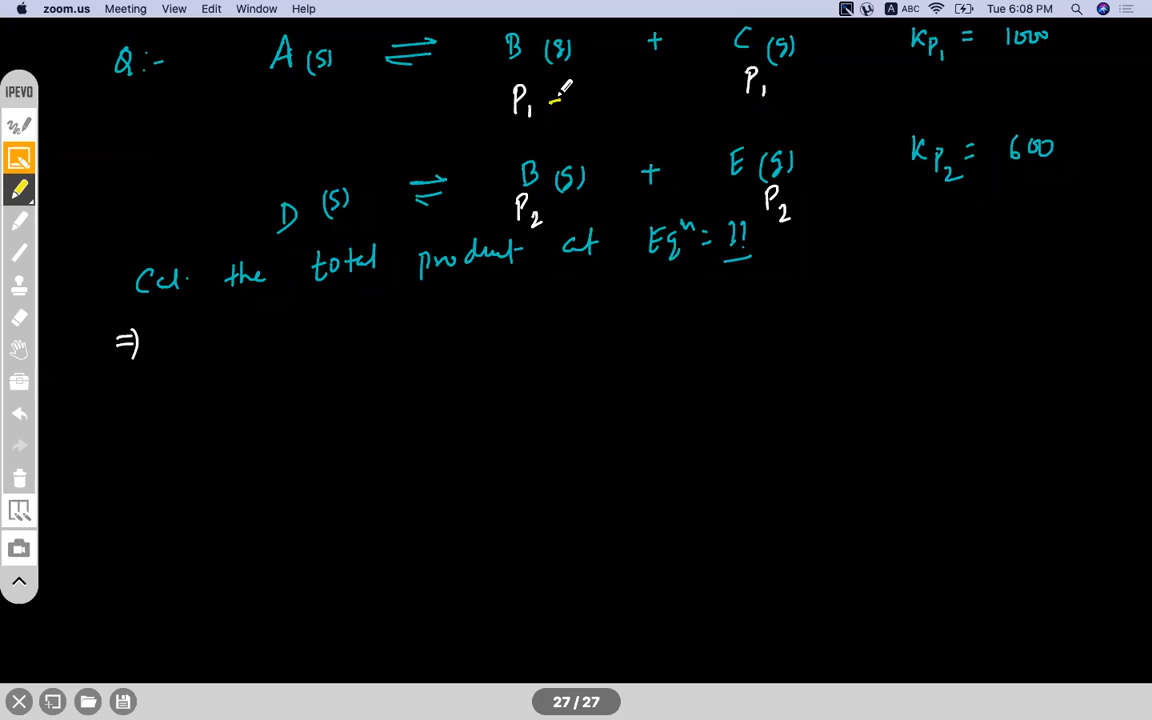 zoom.us Meeting View Edit Window Help A ABC Tue 6:08 PM
IPEVO
Q:- A(s) ⇌ B(g) + C(g) Kp1 = 1000
P1 P1
D(s) ⇌ B(g) + E(g) Kp2 = 600
P2 P2
Cal. the total product at Eqn = ??
⇒
27 / 27